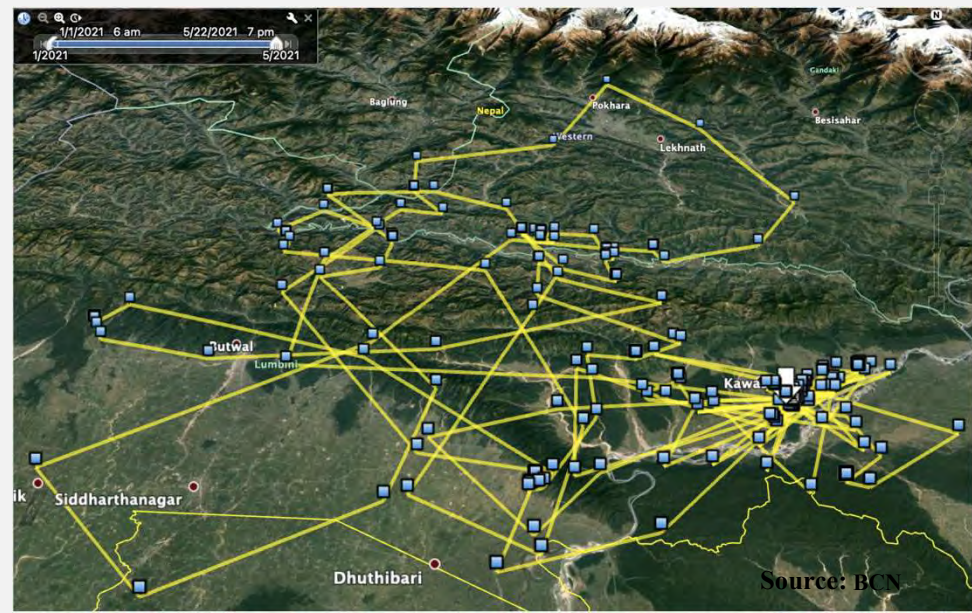 1/1/2021 6 am 5/22/2021 7 pm
1/2021 5/2021
N
Gandaki
Baglung
Nepal
Pokhara
Besisahar
Western
Lekhnath
Butwal
Lumbini
Kawa
ik
Siddharthanagar
Dhuthibari
Source: BCN